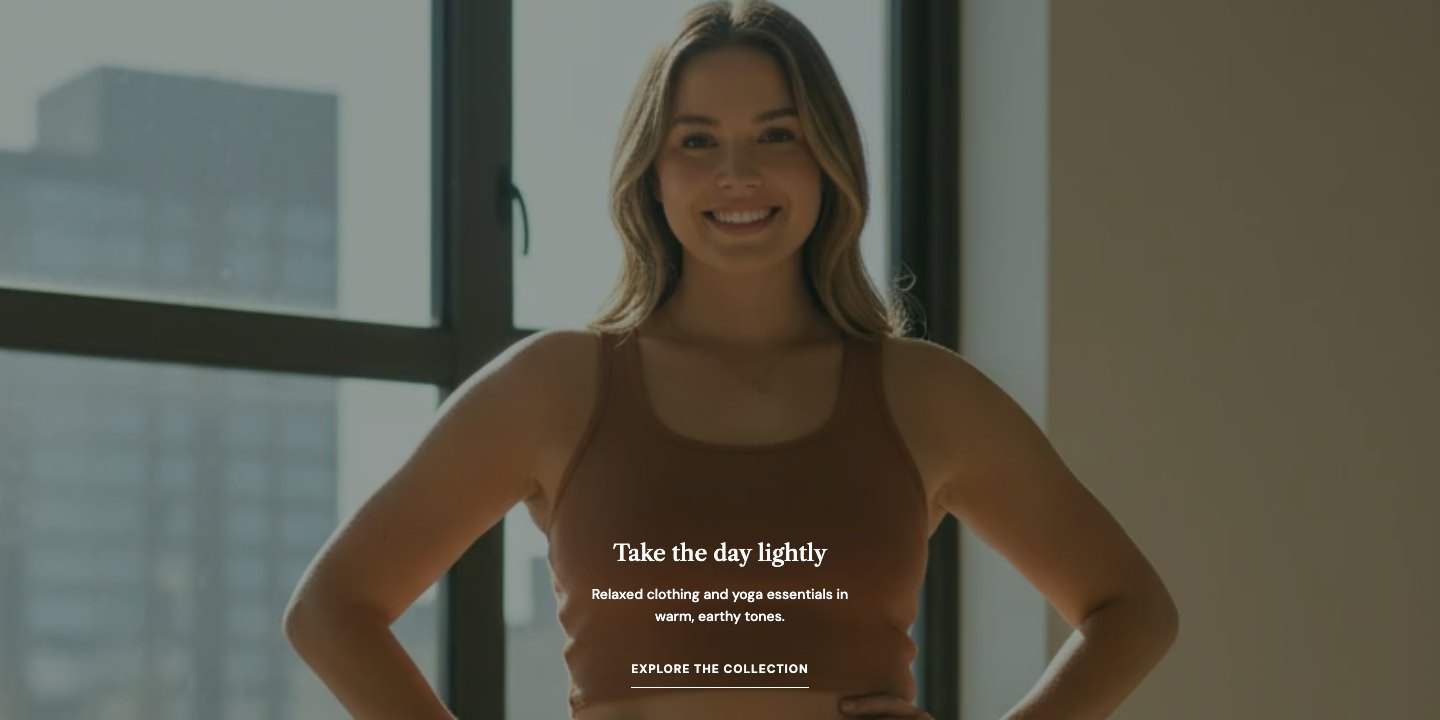 Take the day lightly
Relaxed clothing and yoga essentials in
warm, earthy tones.
EXPLORE THE COLLECTION